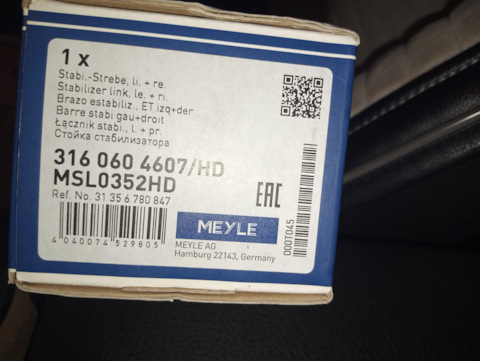 1 x
Stabi.-Strebe, li. + re.
Stabilizer link, le. + ri.
Brazo estabiliz., ET izq+der
Barre stabi gau+droit
Łącznik stabi., l. + pr.
Стойка стабилизатора
316 060 4607/HD
MSL0352HD
Ref. No. 31 35 6 780 847
4 040074 529805
EAC
MEYLE
MEYLE AG
Hamburg 22143, Germany
000T045